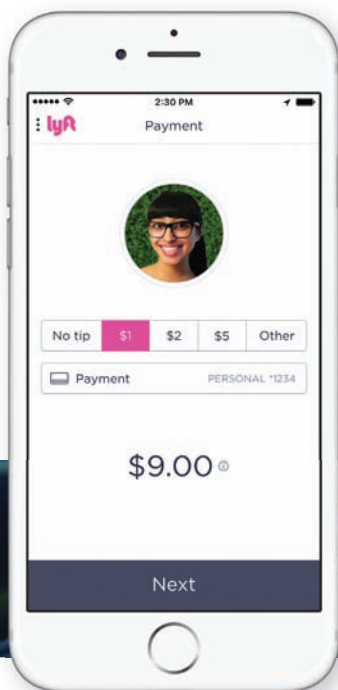 2:30 PM
lyft Payment
No tip $1 $2 $5 Other
Payment PERSONAL *1234
$9.00
Next